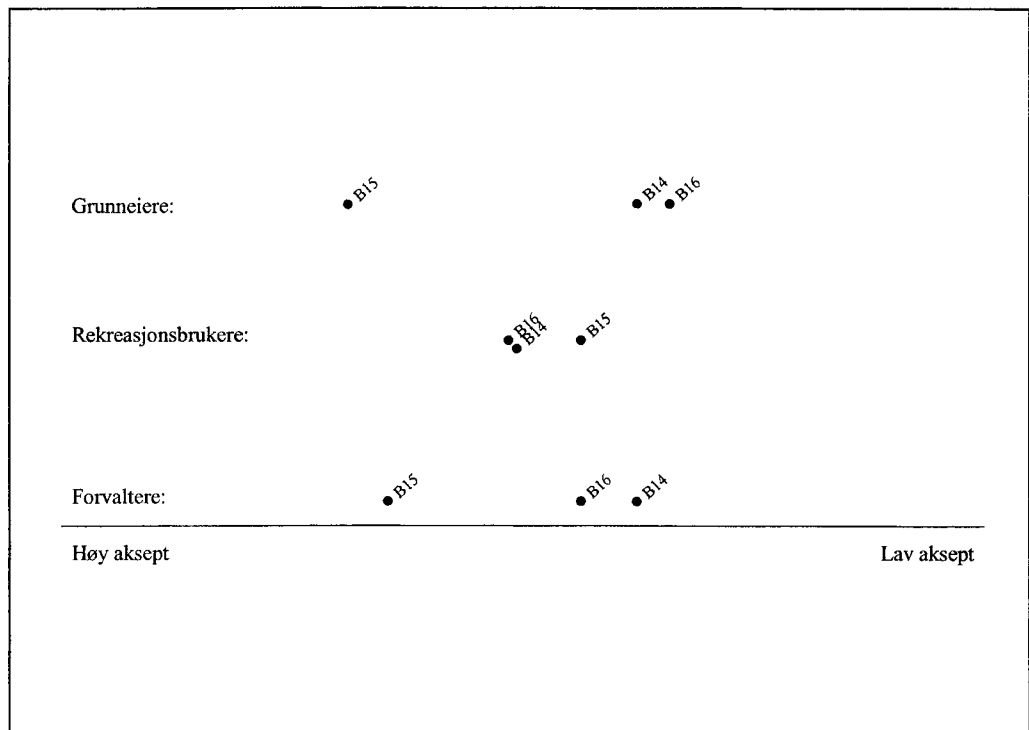 Grunneiere: B15 B14 B16
Rekreasjonsbrukere: B16 B14 B15
Forvaltere: B15 B16 B14
Høy aksept Lav aksept